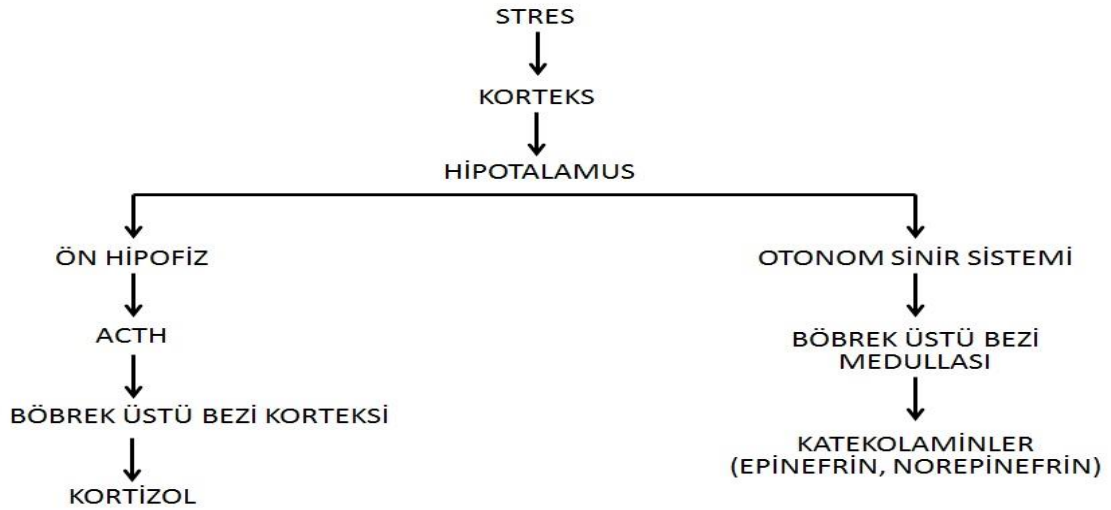 STRES
KORTEKS
HİPOTALAMUS
ÖN HİPOFİZ
ACTH
BÖBREK ÜSTÜ BEZİ KORTEKSİ
KORTİZOL
OTONOM SİNİR SİSTEMİ
BÖBREK ÜSTÜ BEZİ
MEDULLASI
KATEKOLAMİNLER
(EPİNEFRİN, NOREPİNEFRİN)